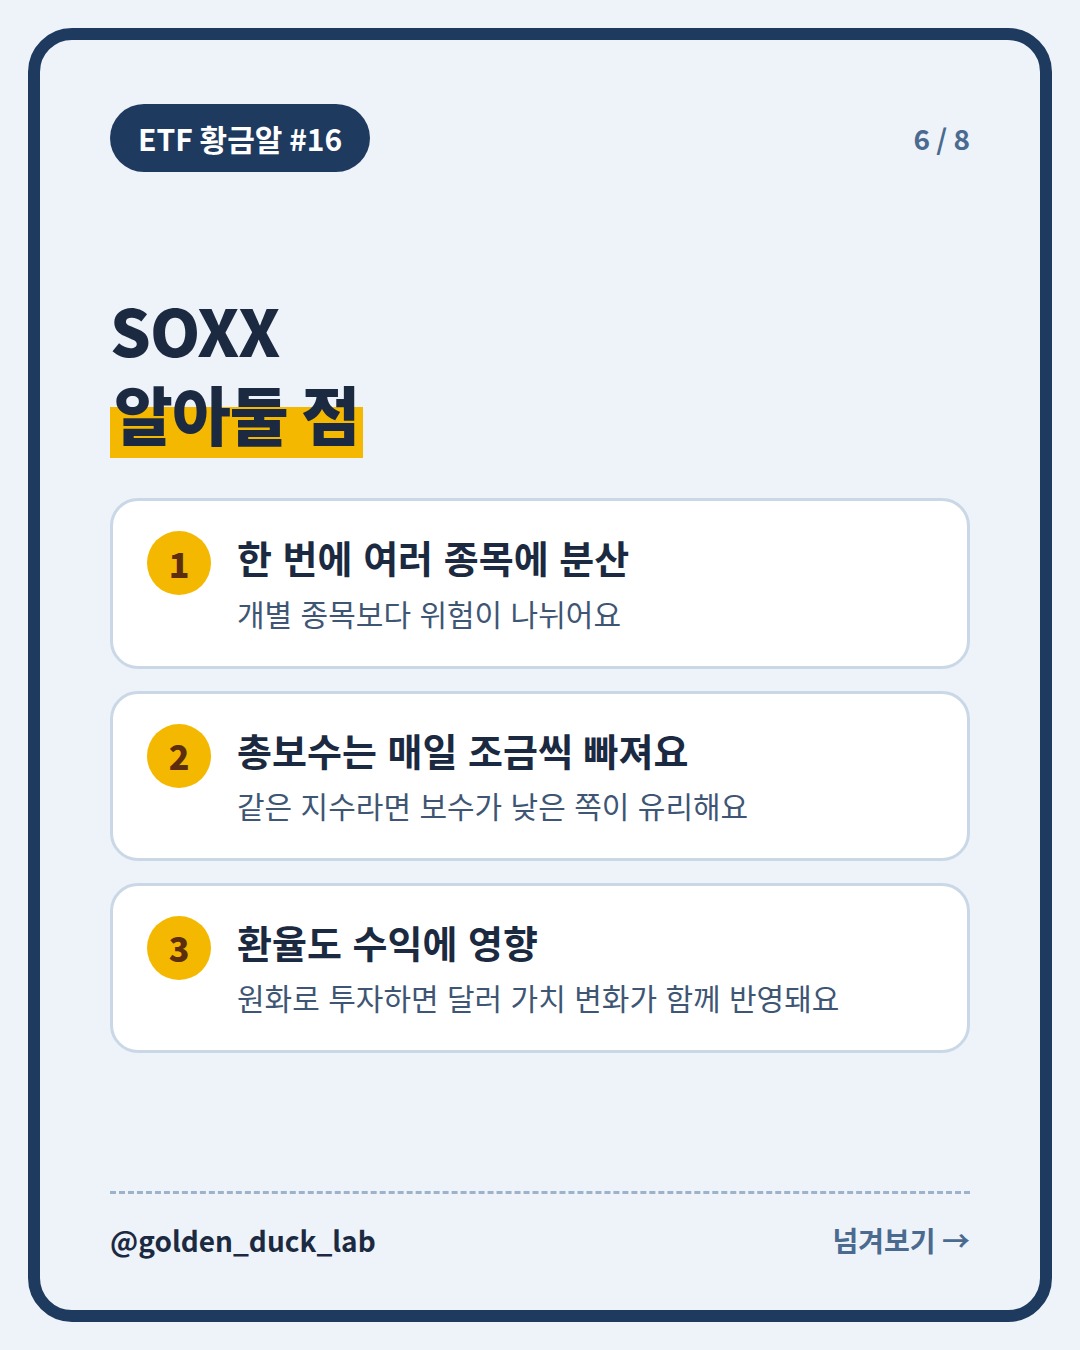 ETF 황금알 #16
6 / 8
SOXX
알아둘 점
1
한 번에 여러 종목에 분산
개별 종목보다 위험이 나뉘어요
2
총보수는 매일 조금씩 빠져요
같은 지수라면 보수가 낮은 쪽이 유리해요
3
환율도 수익에 영향
원화로 투자하면 달러 가치 변화가 함께 반영돼요
@golden_duck_lab
넘겨보기 →